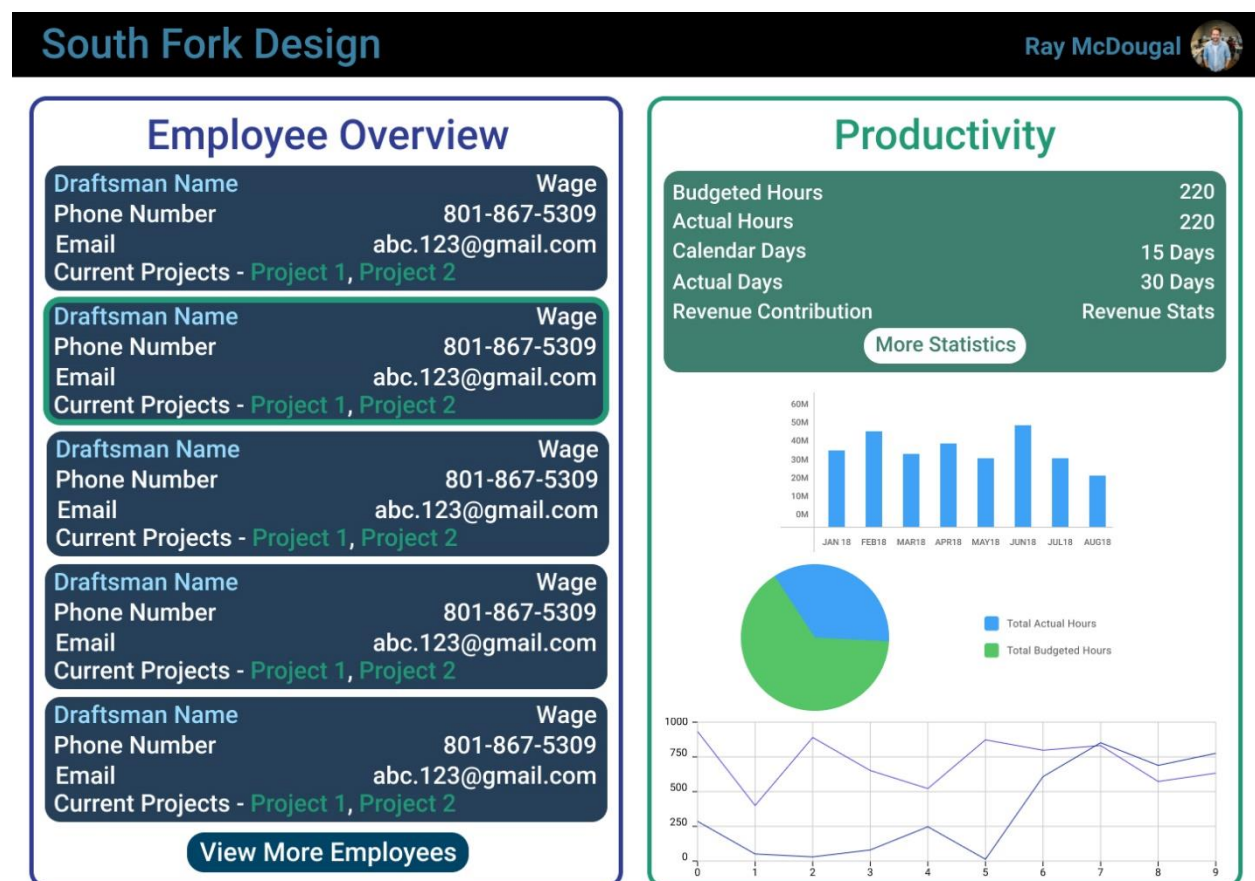 South Fork Design
Ray McDougal
Employee Overview
Draftsman Name Wage
Phone Number 801-867-5309
Email abc.123@gmail.com
Current Projects - Project 1, Project 2
Draftsman Name Wage
Phone Number 801-867-5309
Email abc.123@gmail.com
Current Projects - Project 1, Project 2
Draftsman Name Wage
Phone Number 801-867-5309
Email abc.123@gmail.com
Current Projects - Project 1, Project 2
Draftsman Name Wage
Phone Number 801-867-5309
Email abc.123@gmail.com
Current Projects - Project 1, Project 2
Draftsman Name Wage
Phone Number 801-867-5309
Email abc.123@gmail.com
Current Projects - Project 1, Project 2
View More Employees
Productivity
Budgeted Hours 220
Actual Hours 220
Calendar Days 15 Days
Actual Days 30 Days
Revenue Contribution Revenue Stats
More Statistics
60M
50M
40M
30M
20M
10M
0M
JAN 18 FEB18 MAR18 APR18 MAY18 JUN18 JUL18 AUG18
Total Actual Hours
Total Budgeted Hours
1000
750
500
250
0
0 1 2 3 4 5 6 7 8 9